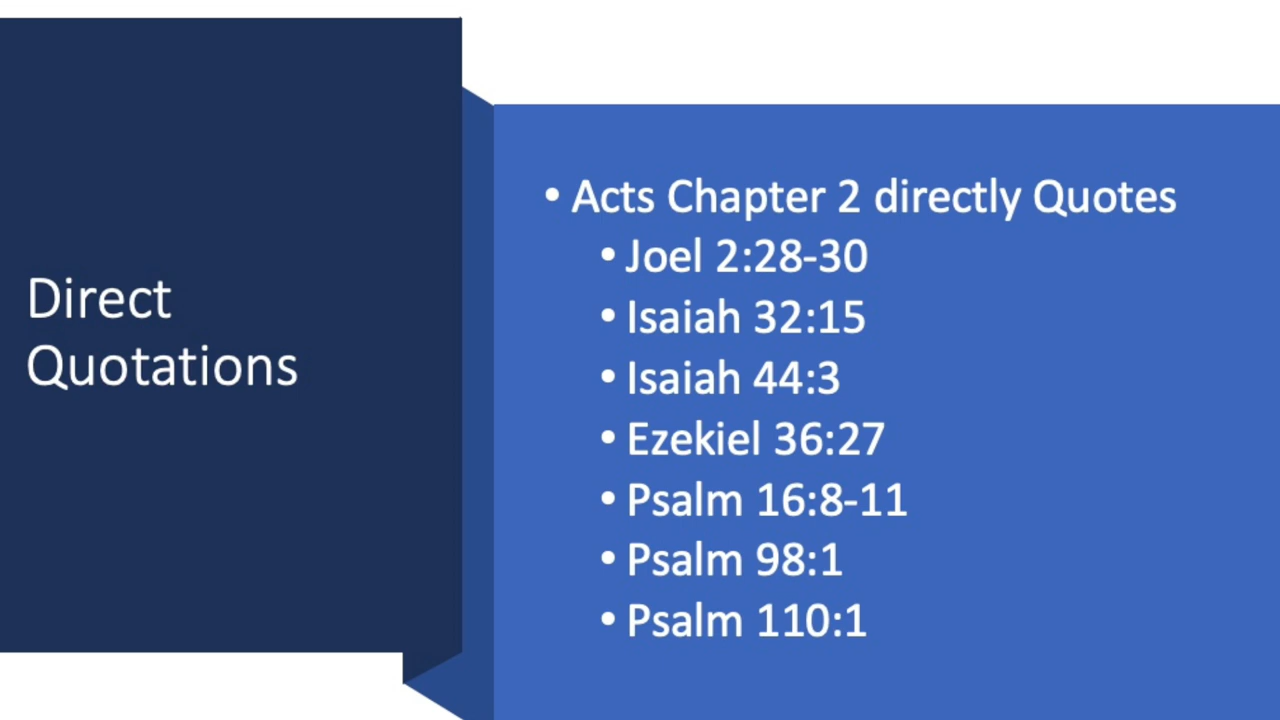 Direct
Quotations
• Acts Chapter 2 directly Quotes
• Joel 2:28-30
• Isaiah 32:15
• Isaiah 44:3
• Ezekiel 36:27
• Psalm 16:8-11
• Psalm 98:1
• Psalm 110:1